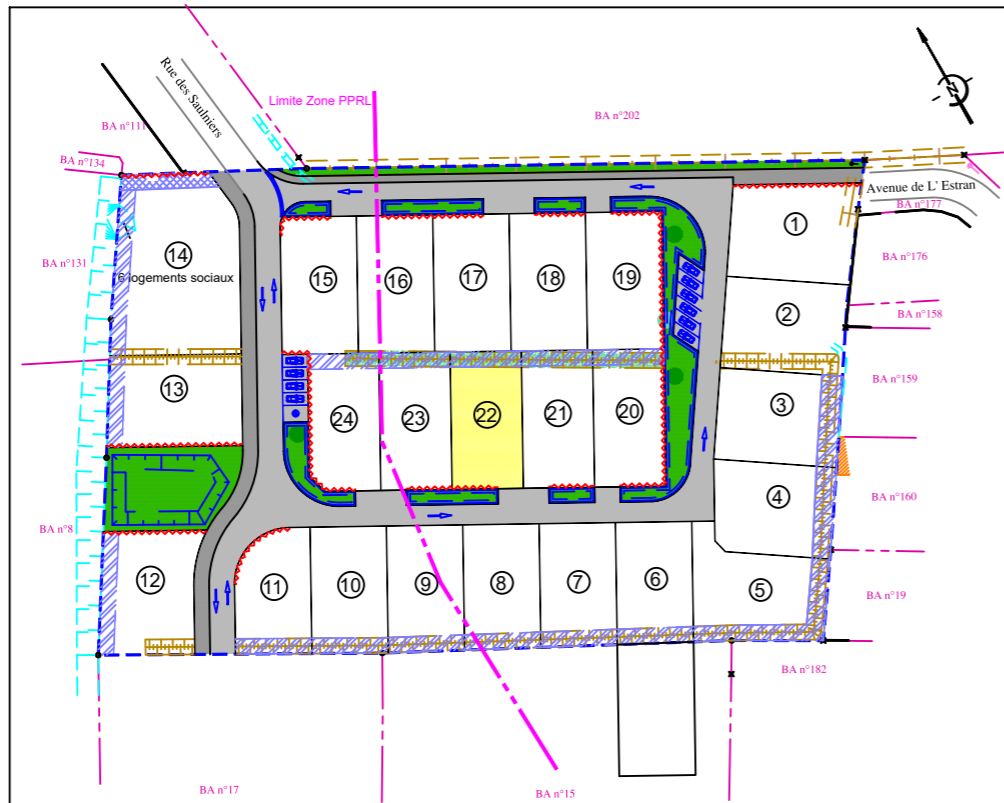 Rue des Saulniers
Limite Zone PPRL
BA n°202
N
BA n°111
BA n°134
Avenue de L' Estran
BA n°177
1
BA n°131
14
6 logements sociaux
15
16
17
18
19
BA n°176
2
BA n°158
13
24
23
22
21
20
3
BA n°159
4
BA n°160
BA n°8
12
11
10
9
8
7
6
5
BA n°19
BA n°182
BA n°17
BA n°15